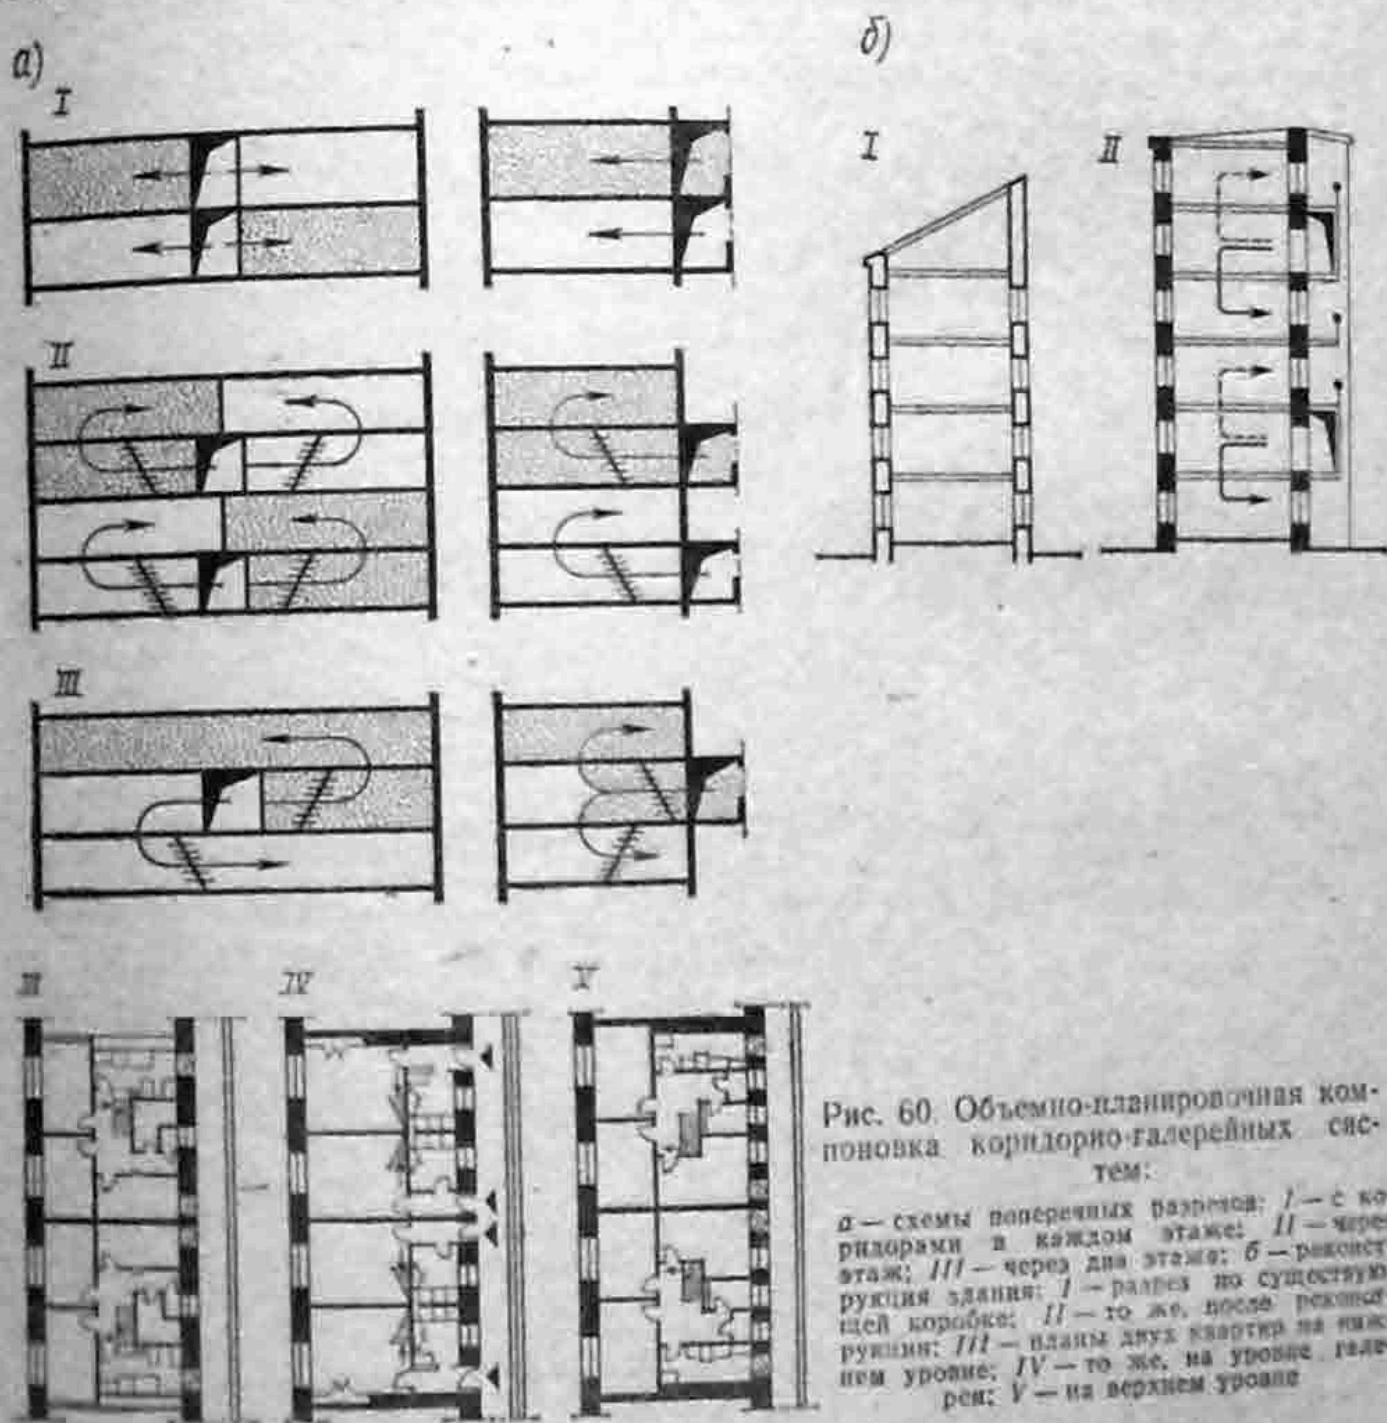 а)
I
б)
I
II
II
III
III
IV
V
Рис. 60. Объемно-планировочная ком-
поновка коридорно-галерейных сис-
тем:
а — схемы поперечных разрезов: I — с ко-
ридорами в каждом этаже; II — через
этаж; III — через два этажа; б — реконст-
рукция здания: I — разрез по существую-
щей коробке; II — то же, после реконст-
рукции; III — планы двух квартир на ниж-
нем уровне; IV — то же, на уровне гале-
реи; V — на верхнем уровне